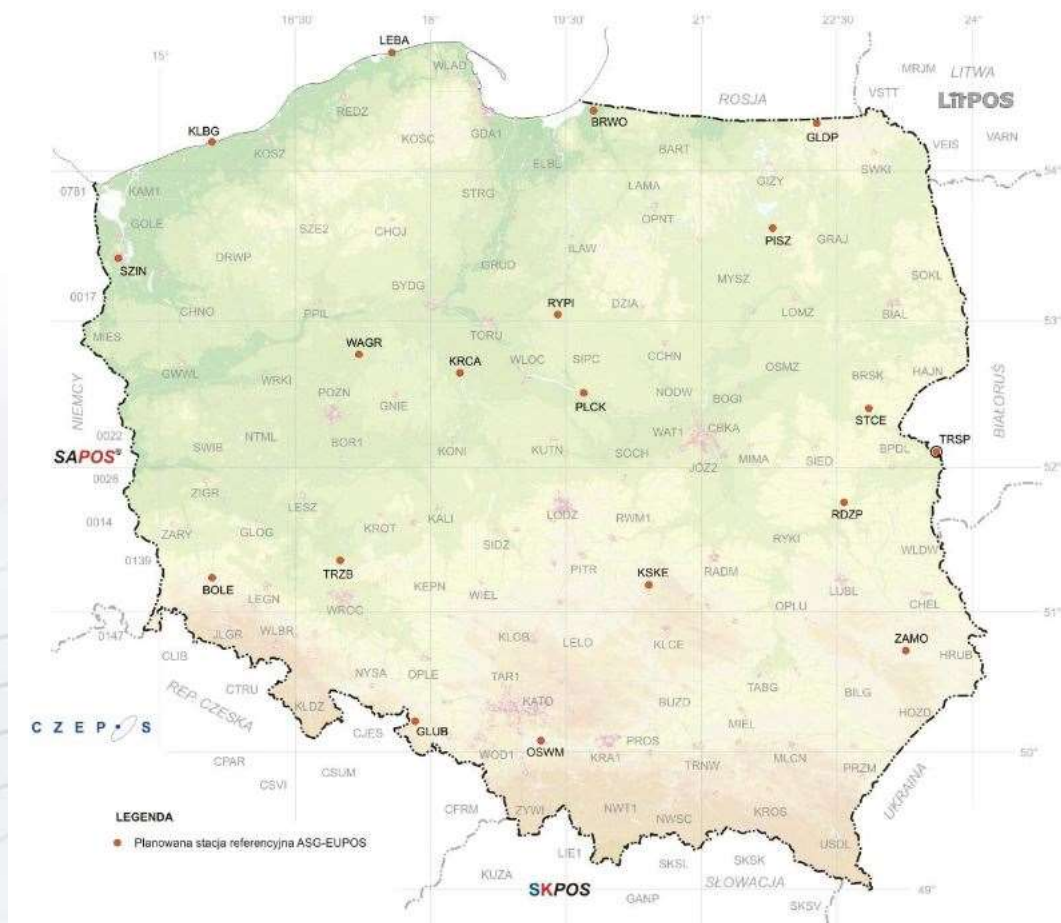 16°30' 18° 19°30' 21° 22°30' 24°
15°
LEBA
WLAD
MRJM LITWA
VSTT
LITPOS
REDZ
ROSJA
BRWO
KLBG
KOSZ KOSC GDA1
GLDP
VARN
VEIS
ELBL BART
SWKI
54°
0781 KAM1
GIZY
LAMA
STRG
OPNT
GOLE
SZE2 CHOJ
PISZ GRAJ
ILAW
DRWP
GRUD
SZIN
MYSZ
SOKL
BYDG
0017
RYPI DZIA
CHNO PPIL
LOMZ BIAL
53°
MIES
TORU
WAGR
CCHN
KRCA WLOC SIPC
GWWL WRKI
OSMZ BRSK HAJN
POZN
NODW
GNIE
PLCK
BOGI
STCE
NIEMCY
BIAŁORUŚ
0022
NTML
WAT1 CHKA
TRSP
SWIB BOR1 KONI KUTN SOCH
BPDL
SAPOS®
JOZ2 MIMA SIED
52°
0026
ZIGR
LESZ
RDZP
0014
KALI
LODZ RWM1
ZARY GLOG KROT
RYKI
SIDZ
WLDW
0139
TRZB
PITR KSKE RADM
BOLE
KEPN
LEGN WROC
WIEL
LUBL
OPLU CHEL
51°
0147
JLGR WLBR
KLOB LELO KLCE
ZAMO
CLIB
HRUB
NYSA OPLE TAR1
CTRU
TABG BILG
REP. CZESKA
KLDZ
KATO BUZD
HOZD
CZEPOS
GLUB
MIEL
CJES
WOD1 OSWM
PROS
KRA1 TRNW MLCN
50°
CPAR
PRZM
CSUM
UKRAINA
CSVI
LEGENDA
CFRM ZYWI NWT1
KROS
NWSC
Planowana stacja referencyjna ASG-EUPOS
USDL
LIE1
SKSL SKSK
KUZA
SKPOS
SŁOWACJA
GANP
49°
SKSV